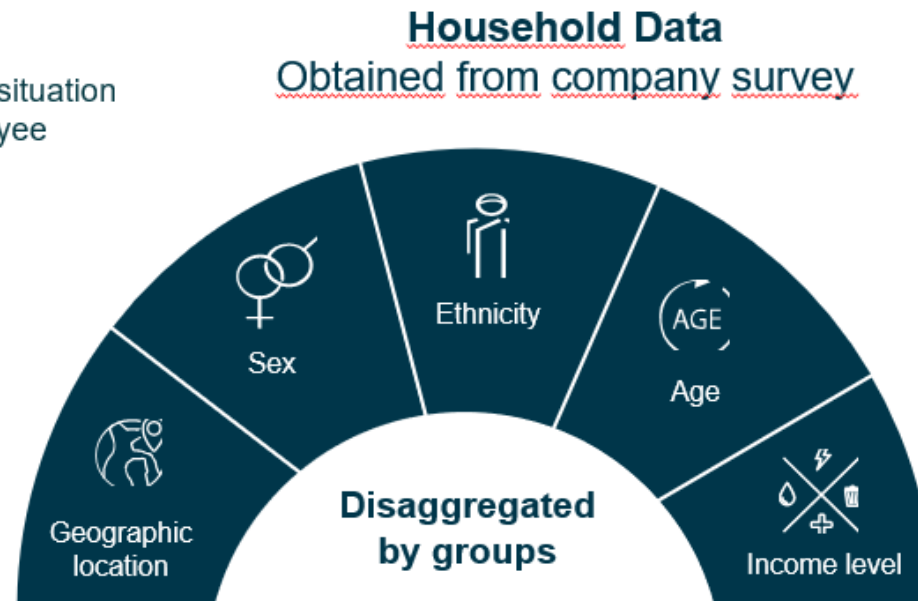 Household Data
Obtained from company survey
situation
yee
Geographic
location
Sex
Ethnicity
AGE
Age
Income level
Disaggregated
by groups